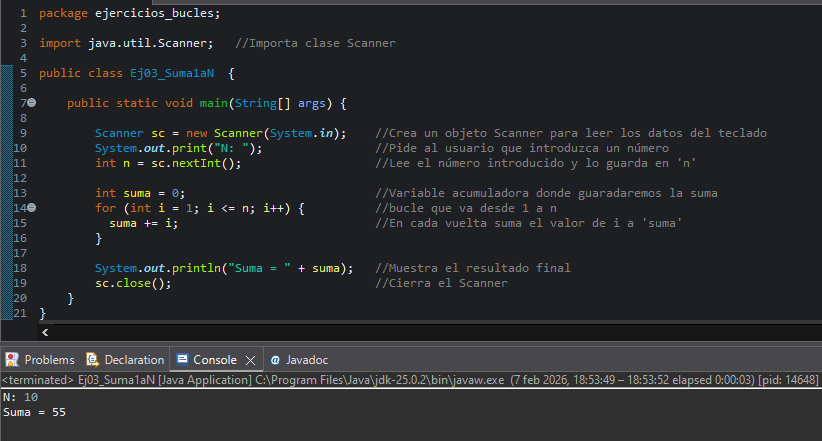 1 package ejercicios_bucles;
2
3 import java.util.Scanner;   //Importa clase Scanner
4
5 public class Ej03_Suma1aN  {
6
7     public static void main(String[] args) {
8
9         Scanner sc = new Scanner(System.in);    //Crea un objeto Scanner para leer los datos del teclado
10         System.out.print("N: ");                //Pide al usuario que introduzca un número
11         int n = sc.nextInt();                   //Lee el número introducido y lo guarda en 'n'
12
13         int suma = 0;                           //Variable acumuladora donde guaradaremos la suma
14         for (int i = 1; i <= n; i++) {          //bucle que va desde 1 a n
15           suma += i;                            //En cada vuelta suma el valor de i a 'suma'
16         }
17
18         System.out.println("Suma = " + suma);   //Muestra el resultado final
19         sc.close();                             //Cierra el Scanner
20     }
21 }
Problems Declaration Console Javadoc
<terminated> Ej03_Suma1aN [Java Application] C:\Program Files\Java\jdk-25.0.2\bin\javaw.exe (7 feb 2026, 18:53:49 – 18:53:52 elapsed 0:00:03) [pid: 14648]
N: 10
Suma = 55